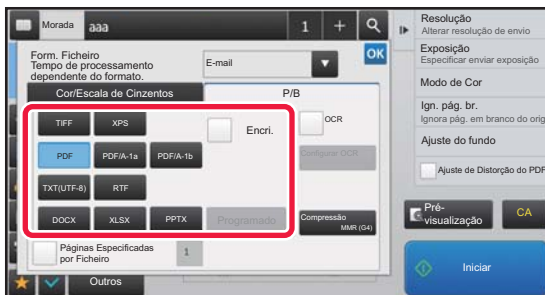 Morada
aaa
1
Form. Ficheiro
Tempo de processamento
dependente do formato.
E-mail
OK
Cor/Escala de Cinzentos
P/B
TIFF
XPS
Encri.
OCR
PDF
PDF/A-1a
PDF/A-1b
Configurar OCR
TXT(UTF-8)
RTF
DOCX
XLSX
PPTX
Programado
Compressão
MMR (G4)
Páginas Especificadas
por Ficheiro
1
Outros
Resolução
Alterar resolução de envio
Exposição
Especificar enviar exposição
Modo de Cor
Ign. pág. br.
Ignora pág. em branco do orig
Ajuste do fundo
Ajuste de Distorção do PDF
Pré-
visualização
CA
Iniciar